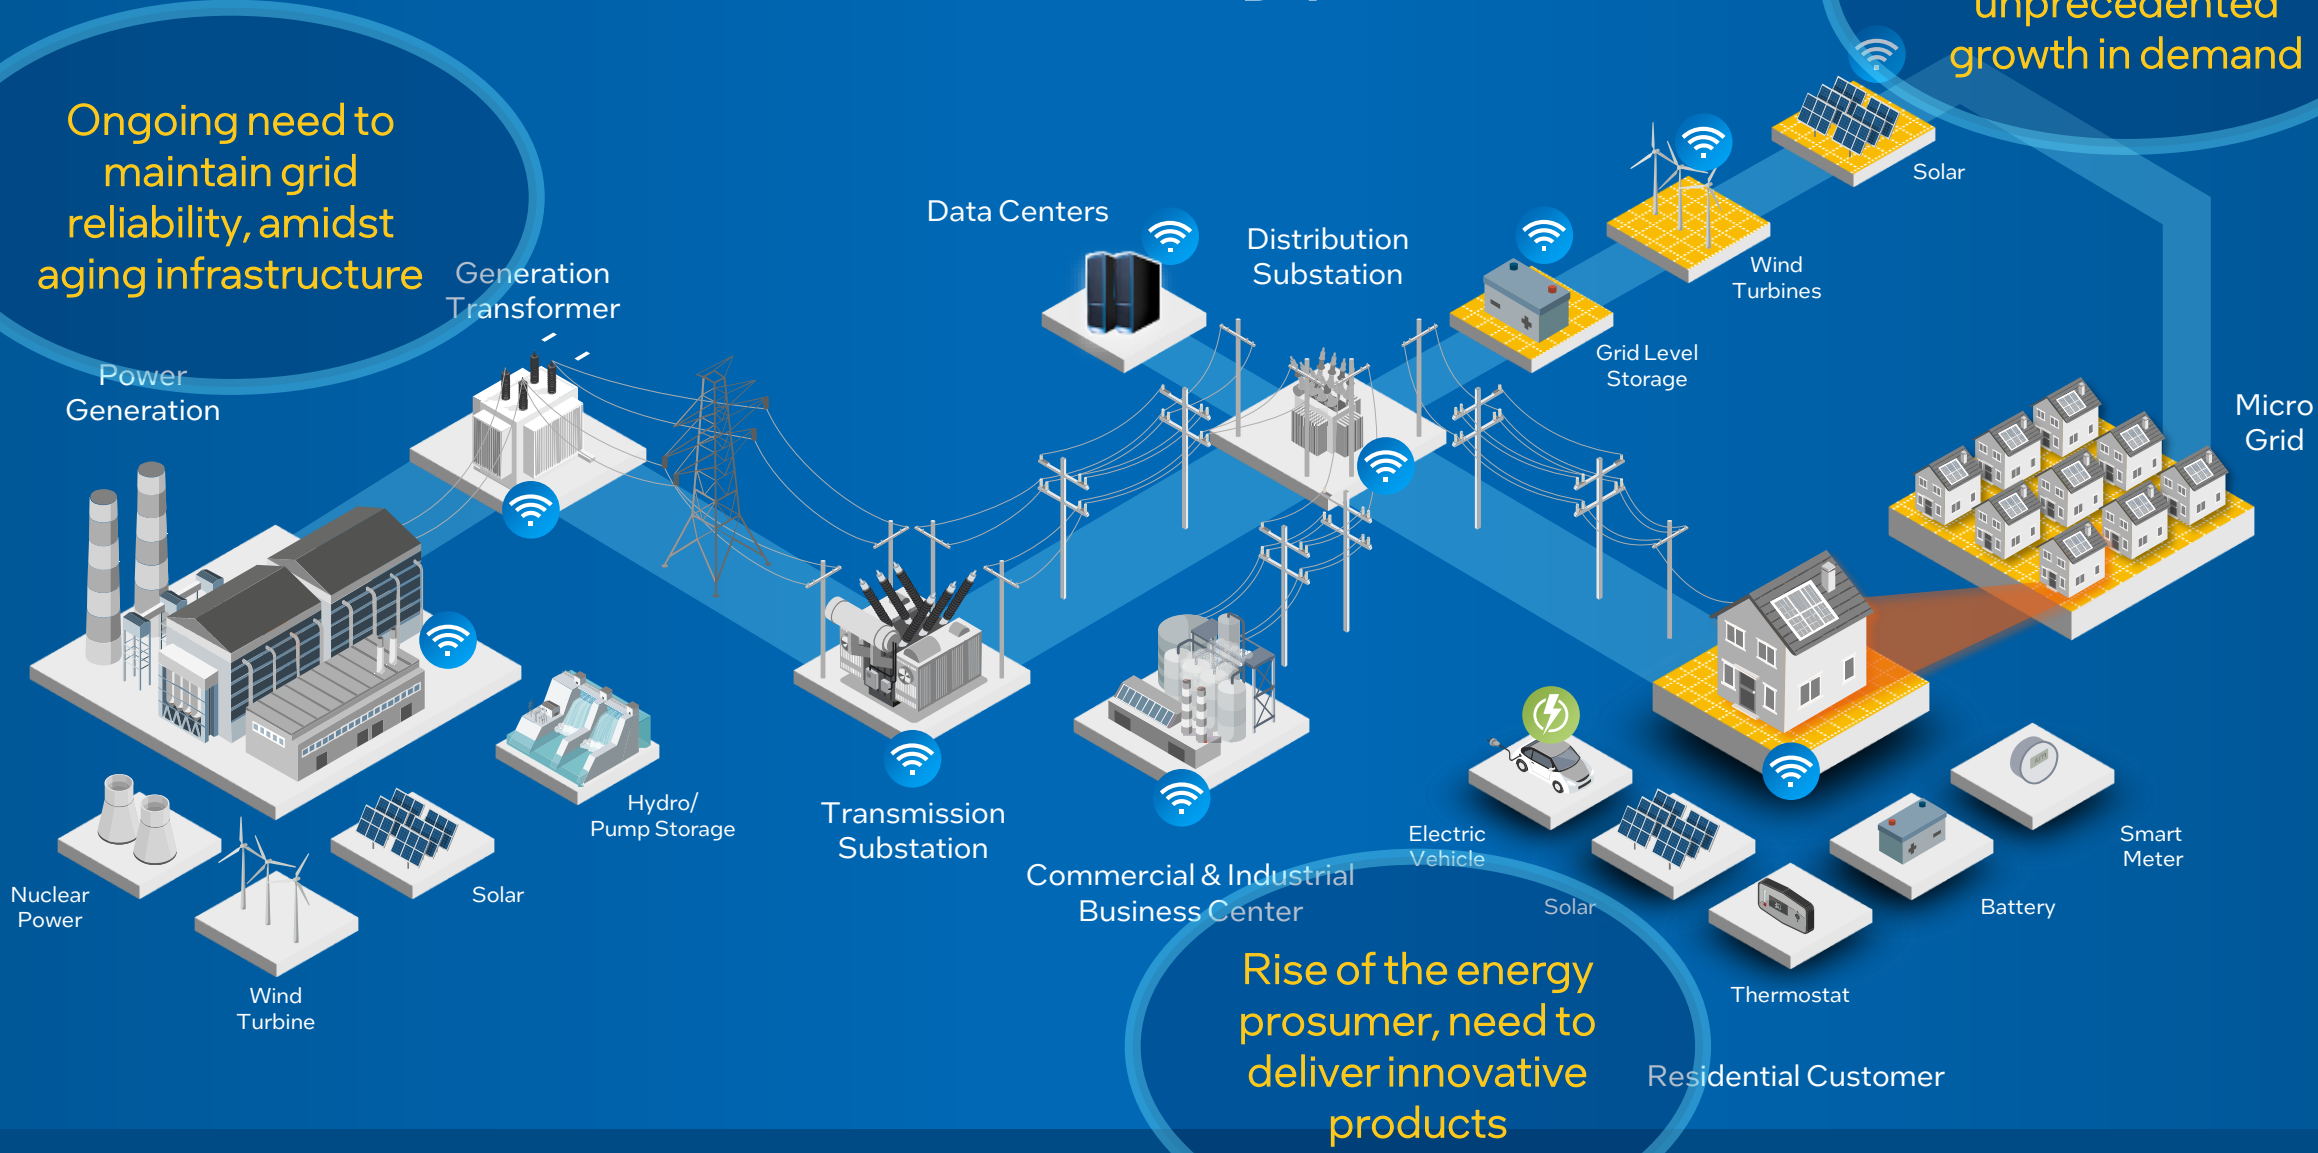 unprecedented
growth in demand
Ongoing need to
maintain grid
reliability, amidst
aging infrastructure
Generation
Transformer
Power
Generation
Data Centers
Distribution
Substation
Solar
Wind
Turbines
Grid Level
Storage
Micro
Grid
Hydro/
Pump Storage
Nuclear
Power
Solar
Wind
Turbine
Transmission
Substation
Commercial & Industrial
Business Center
Electric
Vehicle
Solar
Thermostat
Battery
Smart
Meter
Residential Customer
Rise of the energy
prosumer, need to
deliver innovative
products